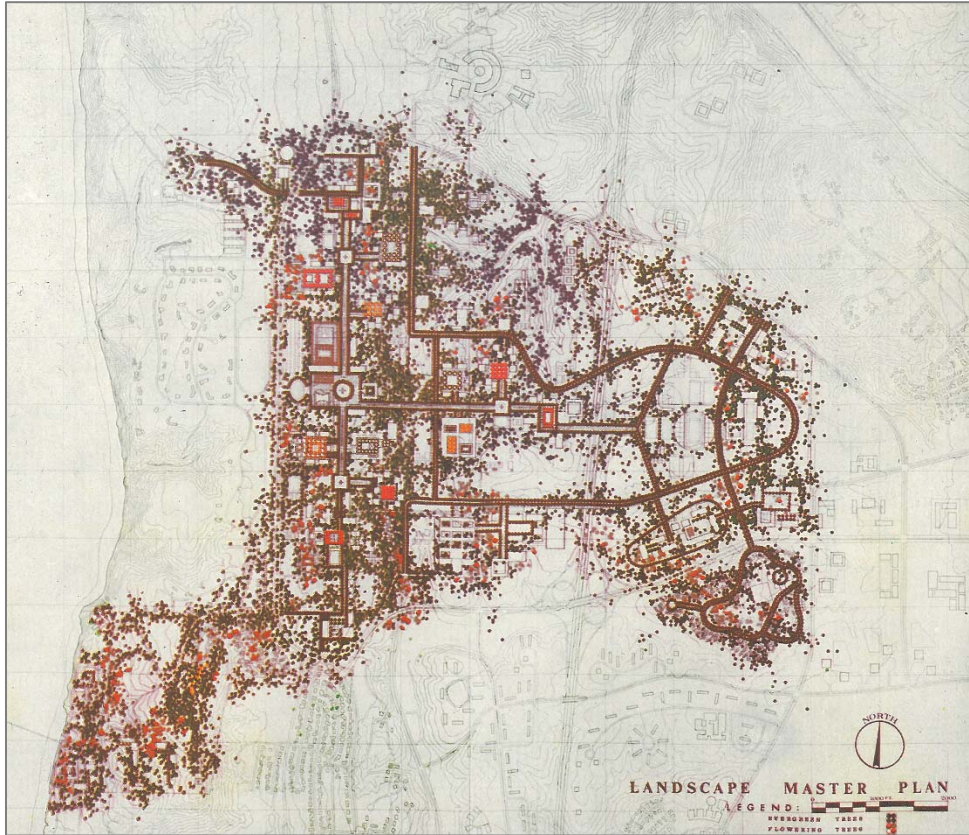 NORTH
LANDSCAPE MASTER PLAN
LEGEND:
EVERGREEN TREES
FLOWERING TREES